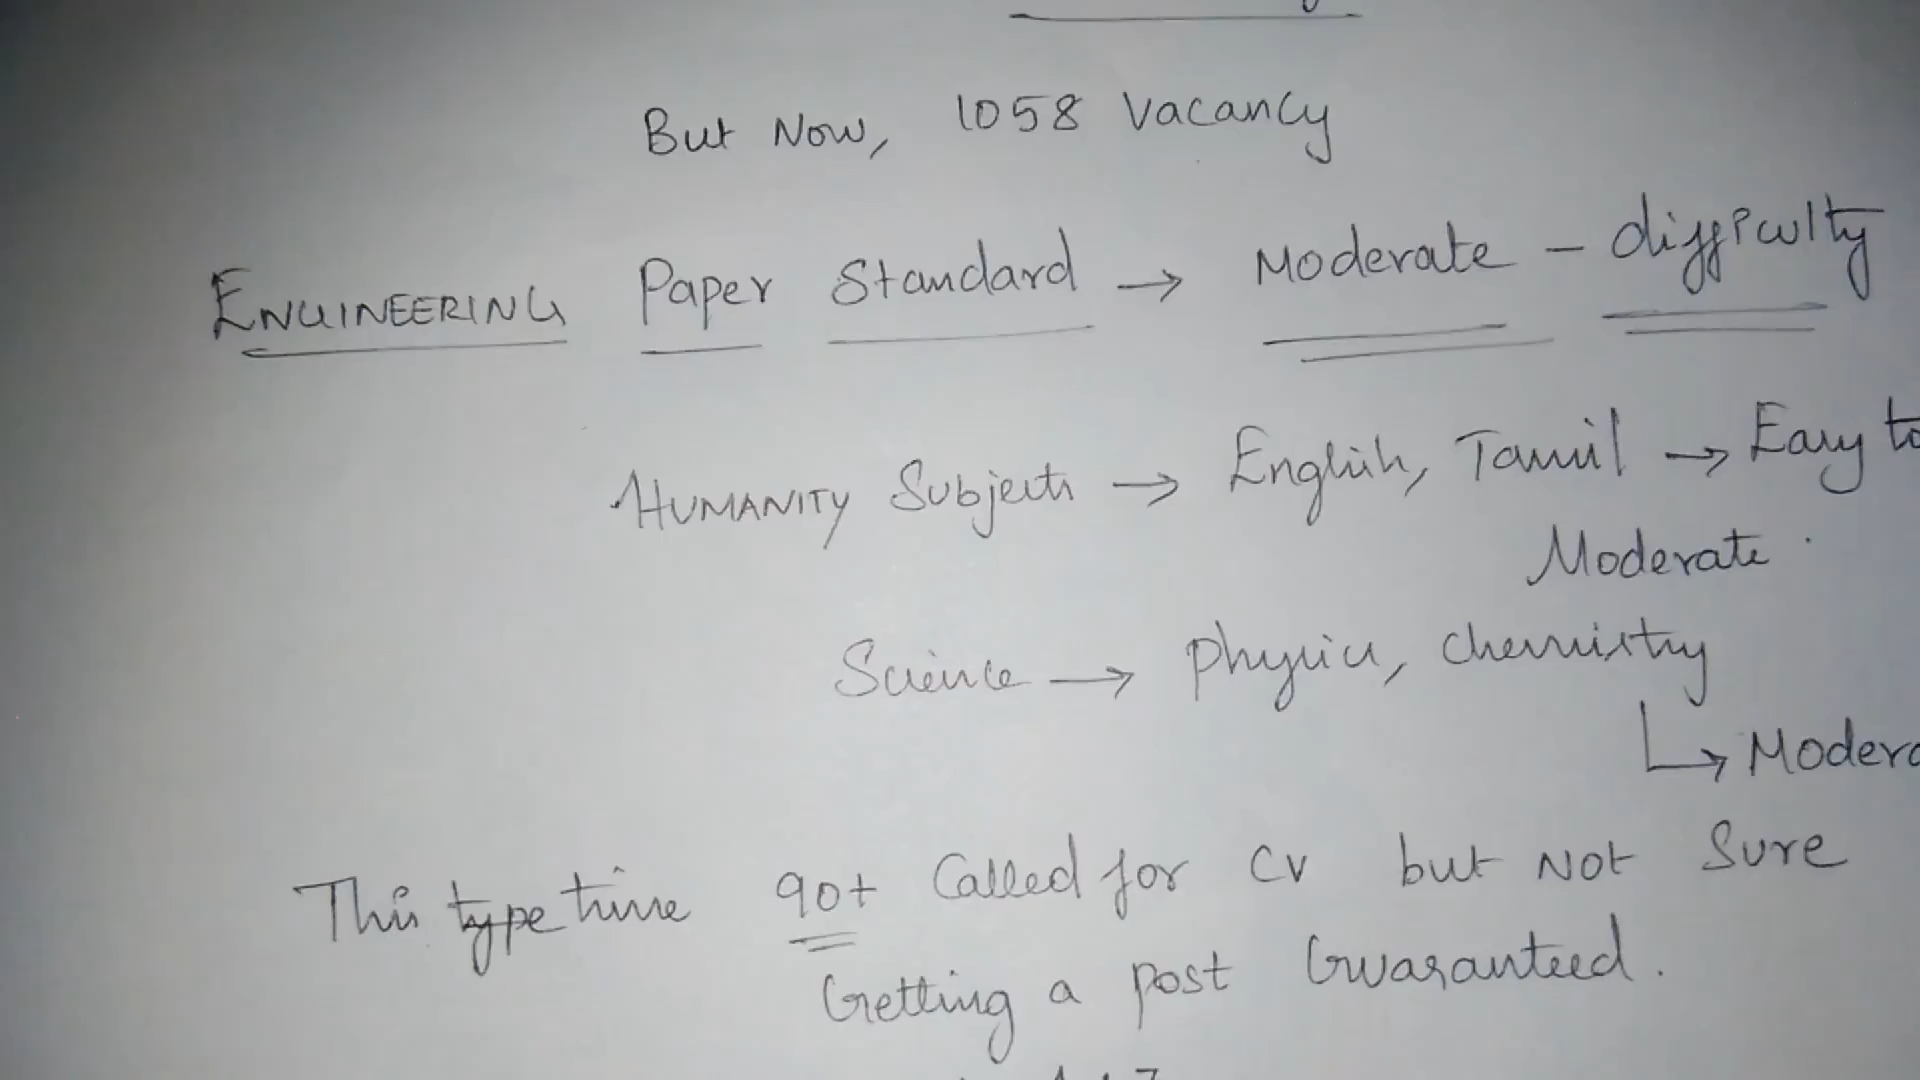 But Now, 1058 Vacancy
ENGINEERING Paper Standard → Moderate - difficulty
HUMANITY Subjects → English, Tamil → Easy to
Moderate.
Science → Physics, Chemistry
↳ Modera
This type time 90+ Called for CV but Not Sure
Getting a post Guaranteed.